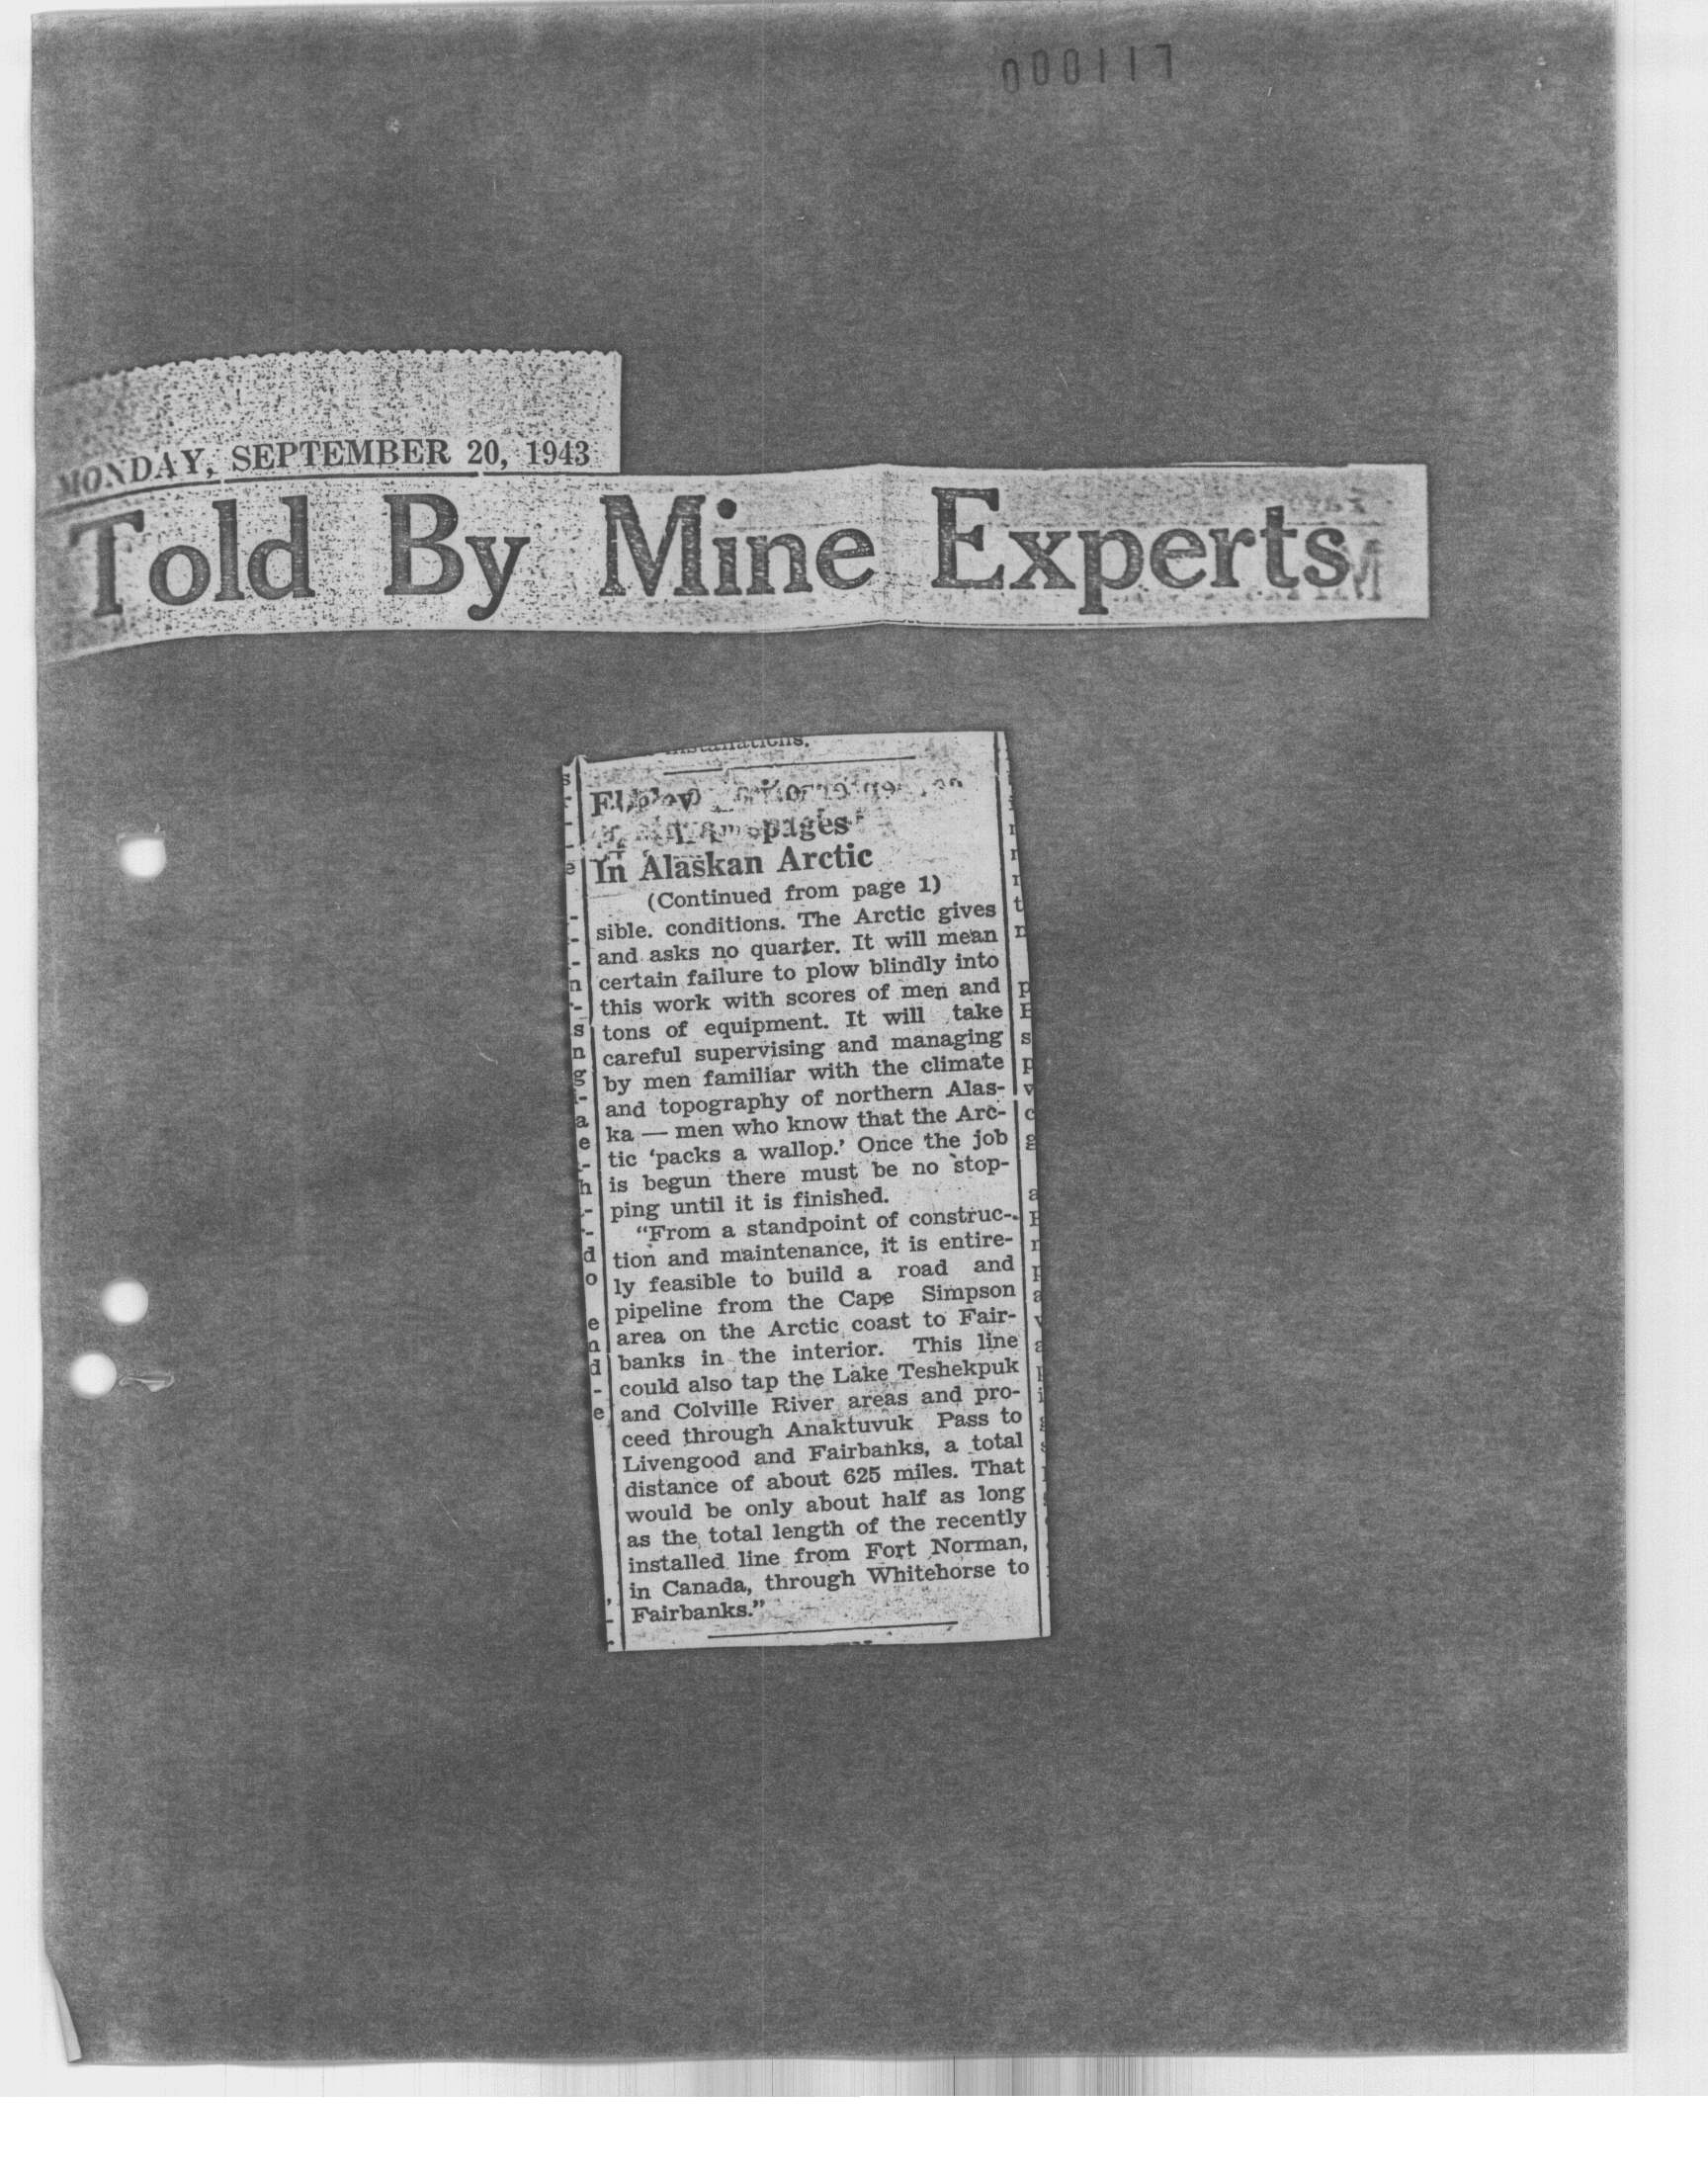 000117
MONDAY, SEPTEMBER 20, 1943
Told By Mine Experts
installations.
pages
In Alaskan Arctic
(Continued from page 1)
sible. conditions. The Arctic gives
and asks no quarter. It will mean
certain failure to plow blindly into
this work with scores of men and
tons of equipment. It will take
careful supervising and managing
by men familiar with the climate
and topography of northern Alas-
ka — men who know that the Arc-
tic ‘packs a wallop.’ Once the job
is begun there must be no stop-
ping until it is finished.
“From a standpoint of construc-
tion and maintenance, it is entire-
ly feasible to build a road and
pipeline from the Cape Simpson
area on the Arctic coast to Fair-
banks in the interior. This line
could also tap the Lake Teshekpuk
and Colville River areas and pro-
ceed through Anaktuvuk Pass to
Livengood and Fairbanks, a total
distance of about 625 miles. That
would be only about half as long
as the total length of the recently
installed line from Fort Norman,
in Canada, through Whitehorse to
Fairbanks.”